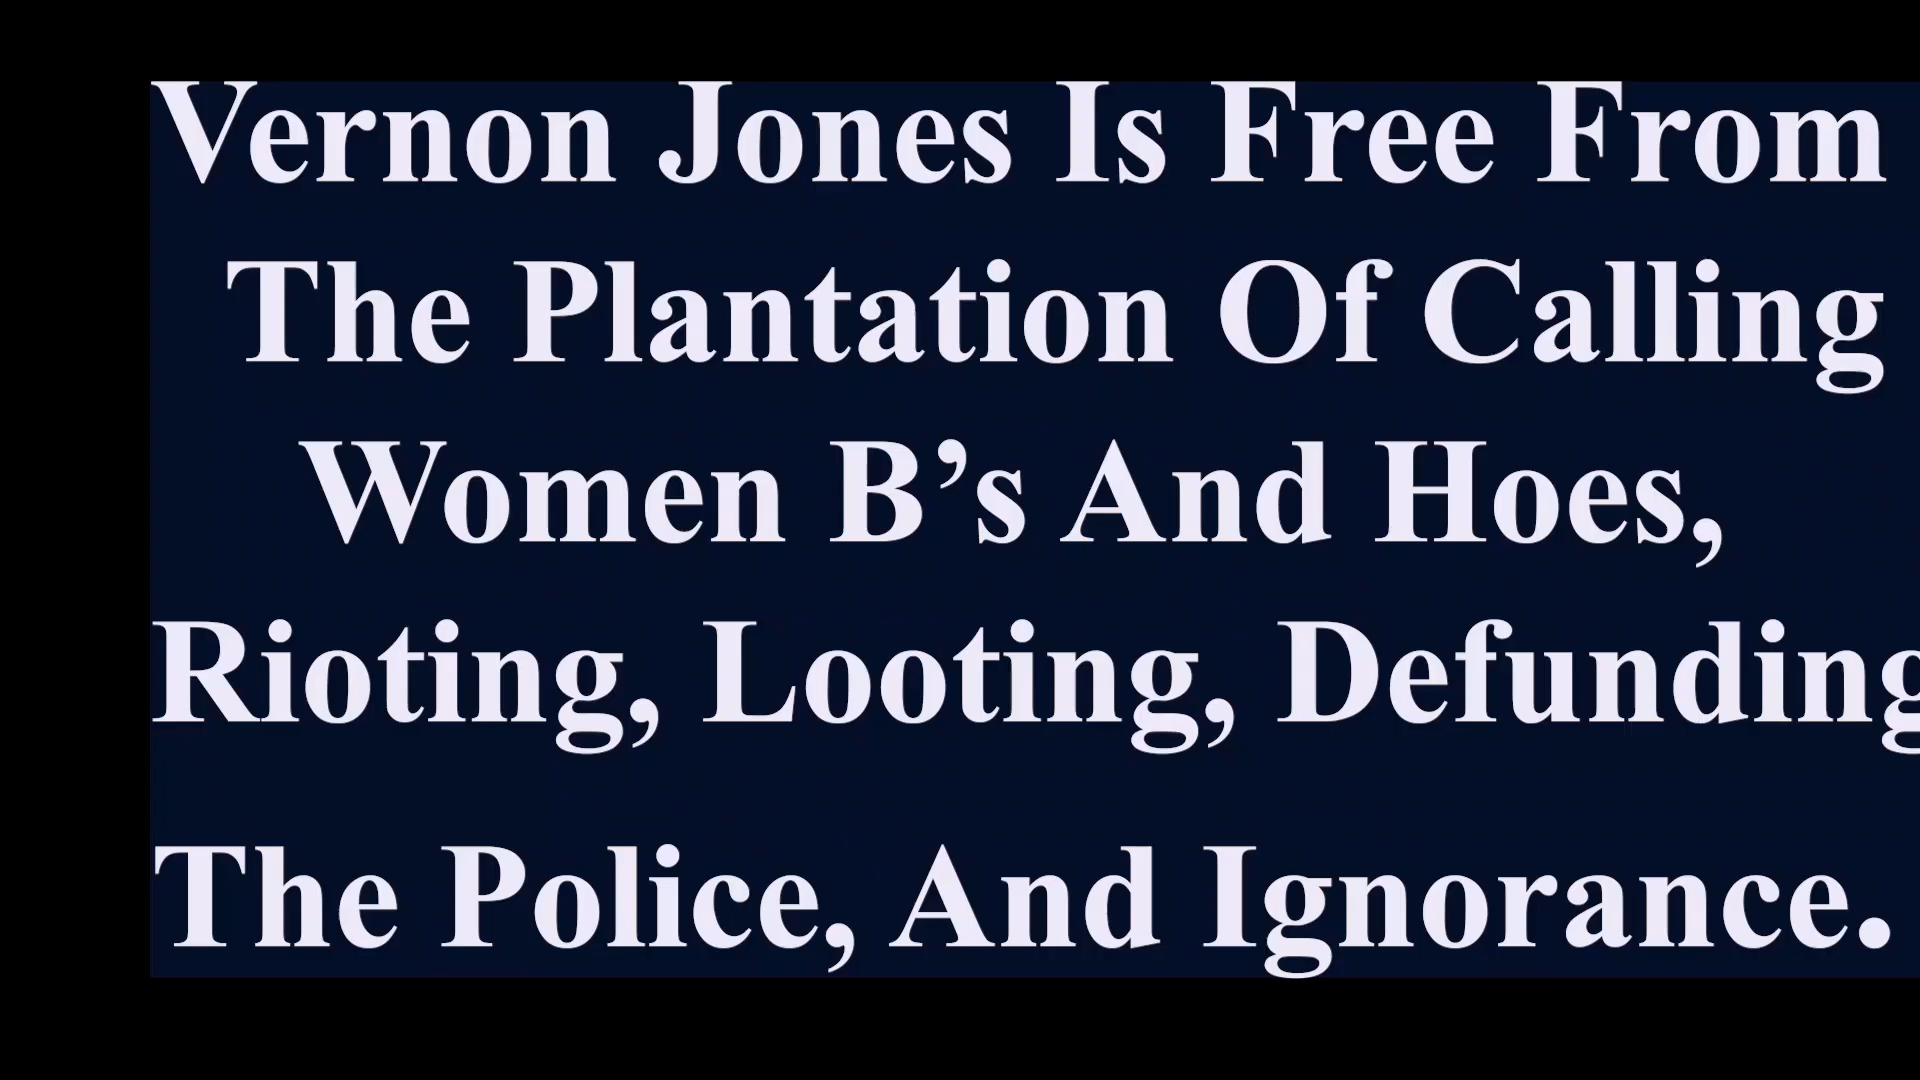 Vernon Jones Is Free From
The Plantation Of Calling
Women B’s And Hoes,
Rioting, Looting, Defunding
The Police, And Ignorance.